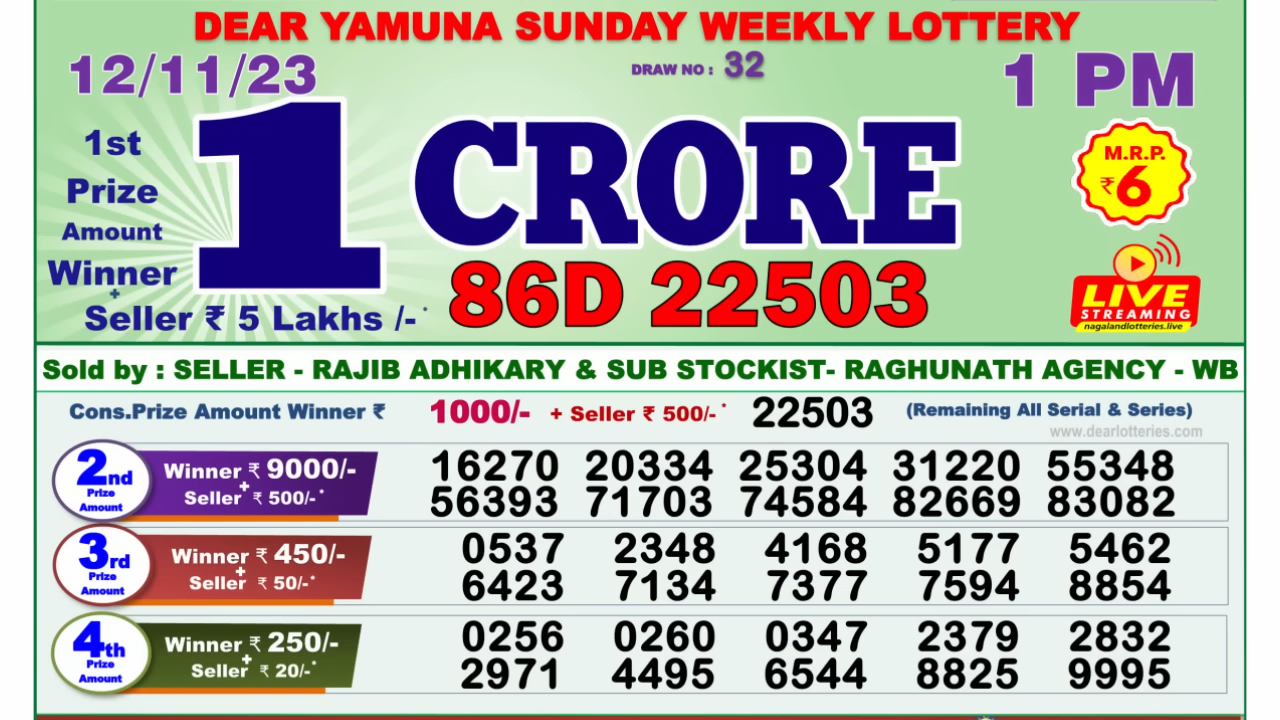 DEAR YAMUNA SUNDAY WEEKLY LOTTERY
12/11/23
DRAW NO : 32
1 PM
1st
Prize
Amount
Winner
+
Seller ₹ 5 Lakhs /-*
1 CRORE
86D 22503
M.R.P.
₹6
LIVE
STREAMING
nagalandlotteries.live
Sold by : SELLER - RAJIB ADHIKARY & SUB STOCKIST- RAGHUNATH AGENCY - WB
Cons.Prize Amount Winner ₹ 1000/- + Seller ₹ 500/-* 22503 (Remaining All Serial & Series)
www.dearlotteries.com
2nd
Prize
Amount
Winner ₹ 9000/-
+
Seller ₹ 500/-*
16270 20334 25304 31220 55348
56393 71703 74584 82669 83082
3rd
Prize
Amount
Winner ₹ 450/-
+
Seller ₹ 50/-*
0537 2348 4168 5177 5462
6423 7134 7377 7594 8854
4th
Prize
Amount
Winner ₹ 250/-
+
Seller ₹ 20/-*
0256 0260 0347 2379 2832
2971 4495 6544 8825 9995